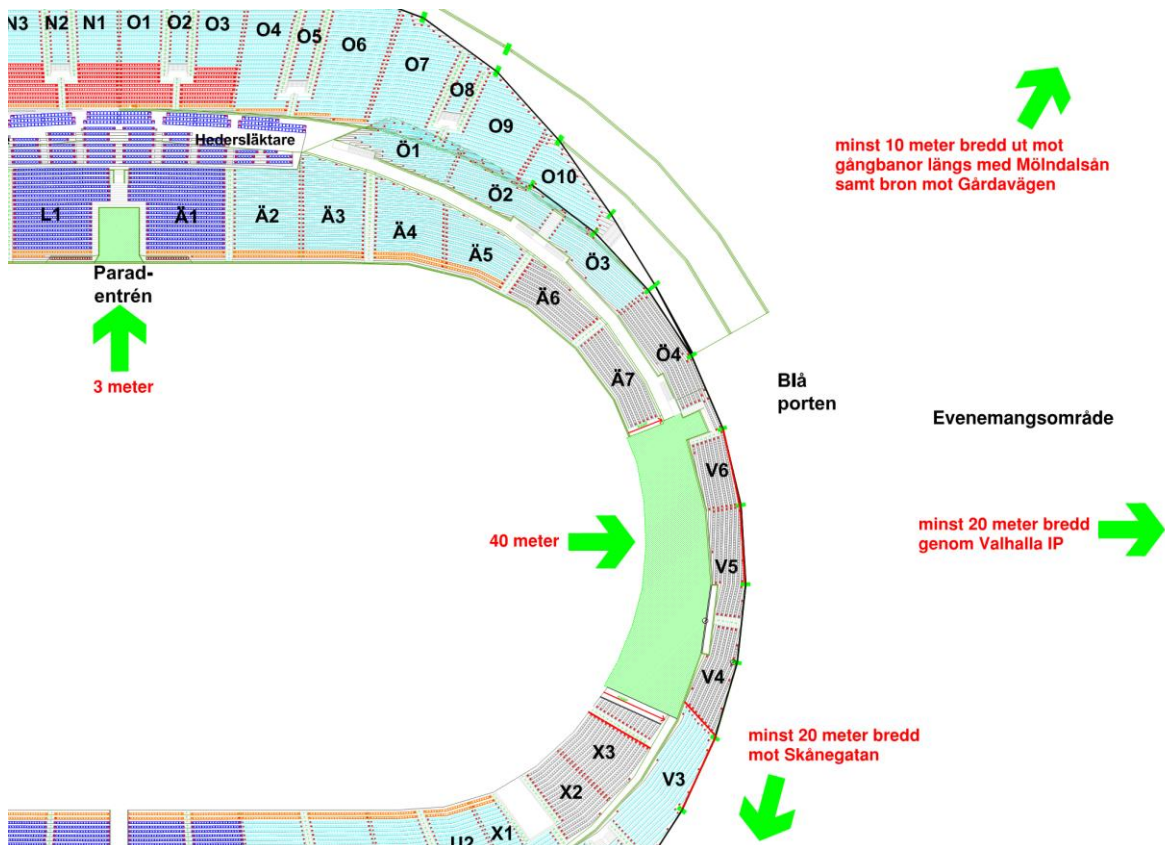 N3 N2 N1 O1 O2 O3 O4 O5 O6
O7
O8
O9
O10
Hedersläktare
Ö1
Ö2
Ö3
Ö4
L1 Ä1 Ä2 Ä3 Ä4
Ä5
Ä6
Ä7
Parad-
entrén
3 meter
minst 10 meter bredd ut mot
gångbanor längs med Mölndalsån
samt bron mot Gårdavägen
Blå
porten
Evenemangsområde
V6
40 meter
minst 20 meter bredd
genom Valhalla IP
V5
V4
minst 20 meter bredd
mot Skånegatan
V3
X3
X2
X1
U2